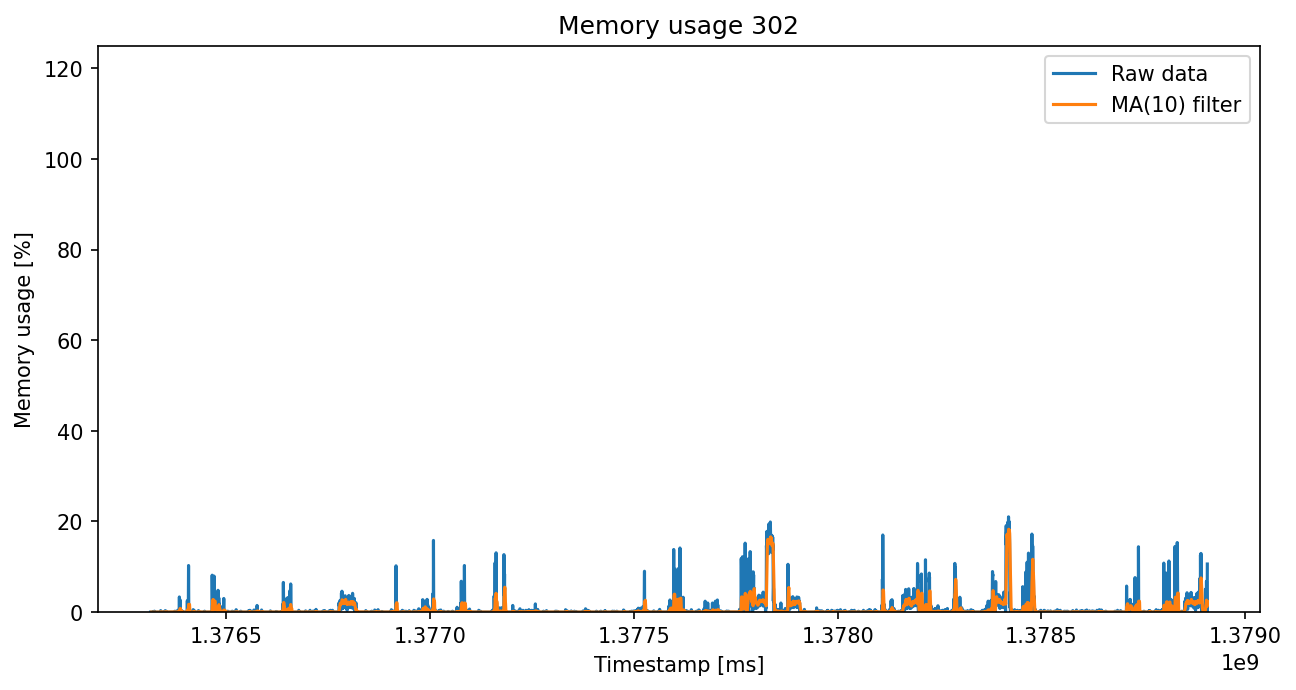 Memory usage 302
Raw data
MA(10) filter
Memory usage [%]
120
100
80
60
40
20
0
1.3765 1.3770 1.3775 1.3780 1.3785 1.3790
1e9
Timestamp [ms]